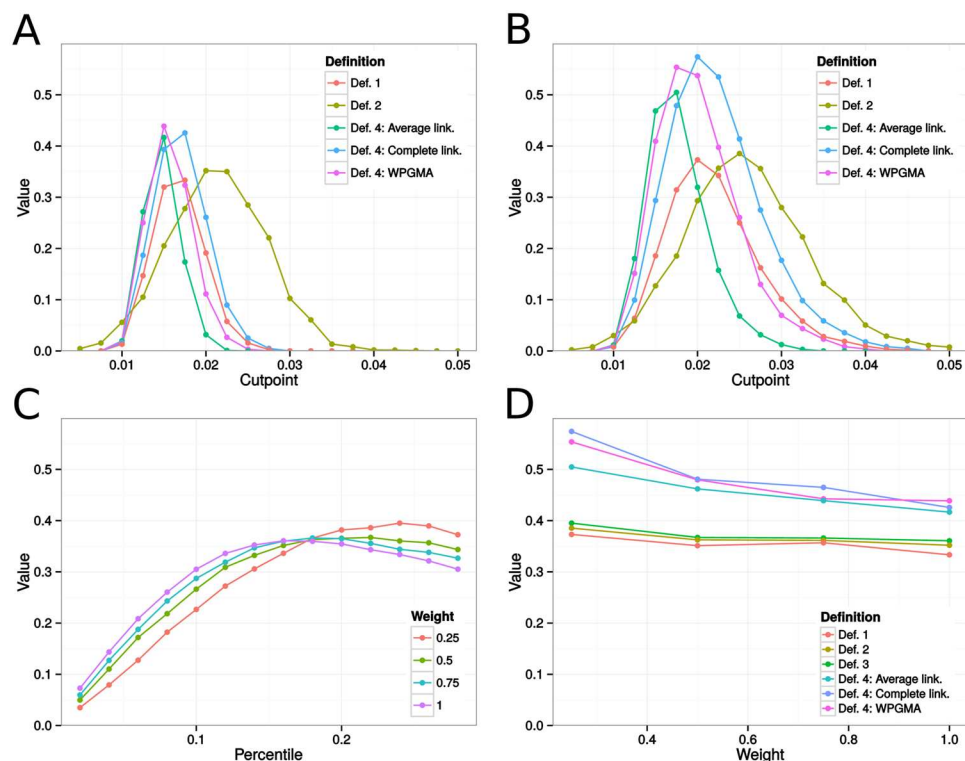 A
Value
0.5
0.4
0.3
0.2
0.1
0.0
0.01 0.02 0.03 0.04 0.05
Cutpoint
Definition
Def. 1
Def. 2
Def. 4: Average link.
Def. 4: Complete link.
Def. 4: WPGMA
B
Value
0.5
0.4
0.3
0.2
0.1
0.0
0.01 0.02 0.03 0.04 0.05
Cutpoint
Definition
Def. 1
Def. 2
Def. 4: Average link.
Def. 4: Complete link.
Def. 4: WPGMA
C
Value
0.5
0.4
0.3
0.2
0.1
0.0
0.1 0.2
Percentile
Weight
0.25
0.5
0.75
1
D
Value
0.5
0.4
0.3
0.2
0.1
0.0
0.4 0.6 0.8 1.0
Weight
Definition
Def. 1
Def. 2
Def. 3
Def. 4: Average link.
Def. 4: Complete link.
Def. 4: WPGMA